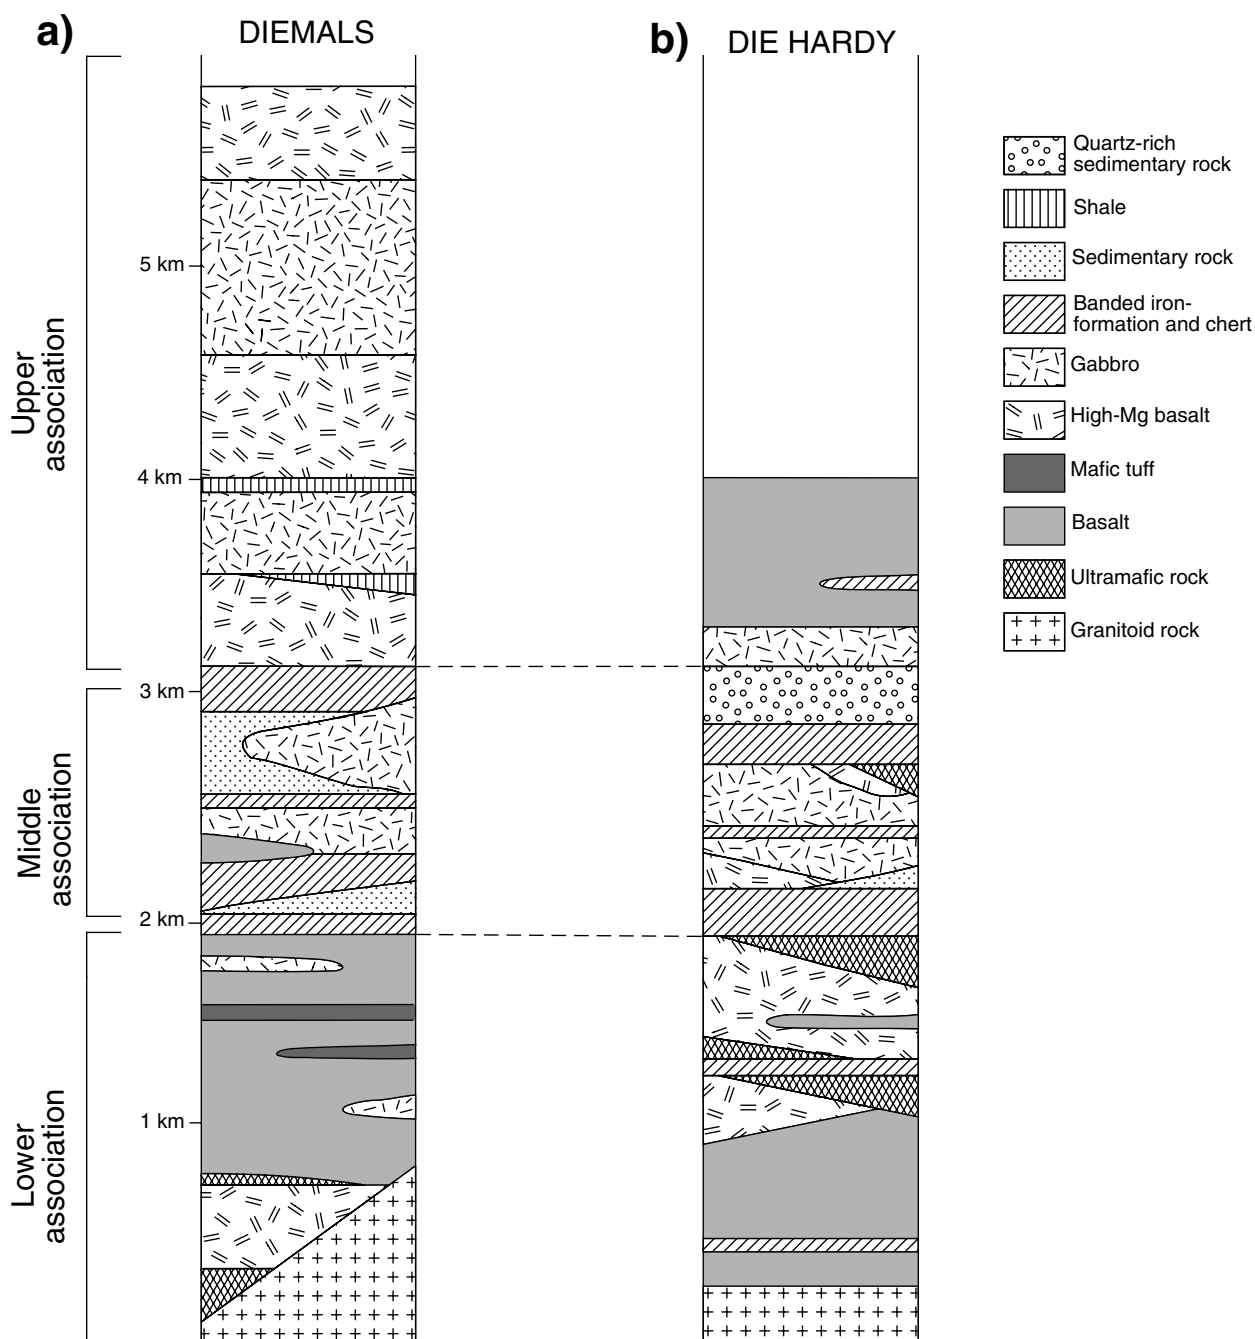 a)
DIEMALS
b)
DIE HARDY
Upper
association
Middle
association
Lower
association
5 km
4 km
3 km
2 km
1 km
Quartz-rich
sedimentary rock
Shale
Sedimentary rock
Banded iron-
formation and chert
Gabbro
High-Mg basalt
Mafic tuff
Basalt
Ultramafic rock
Granitoid rock